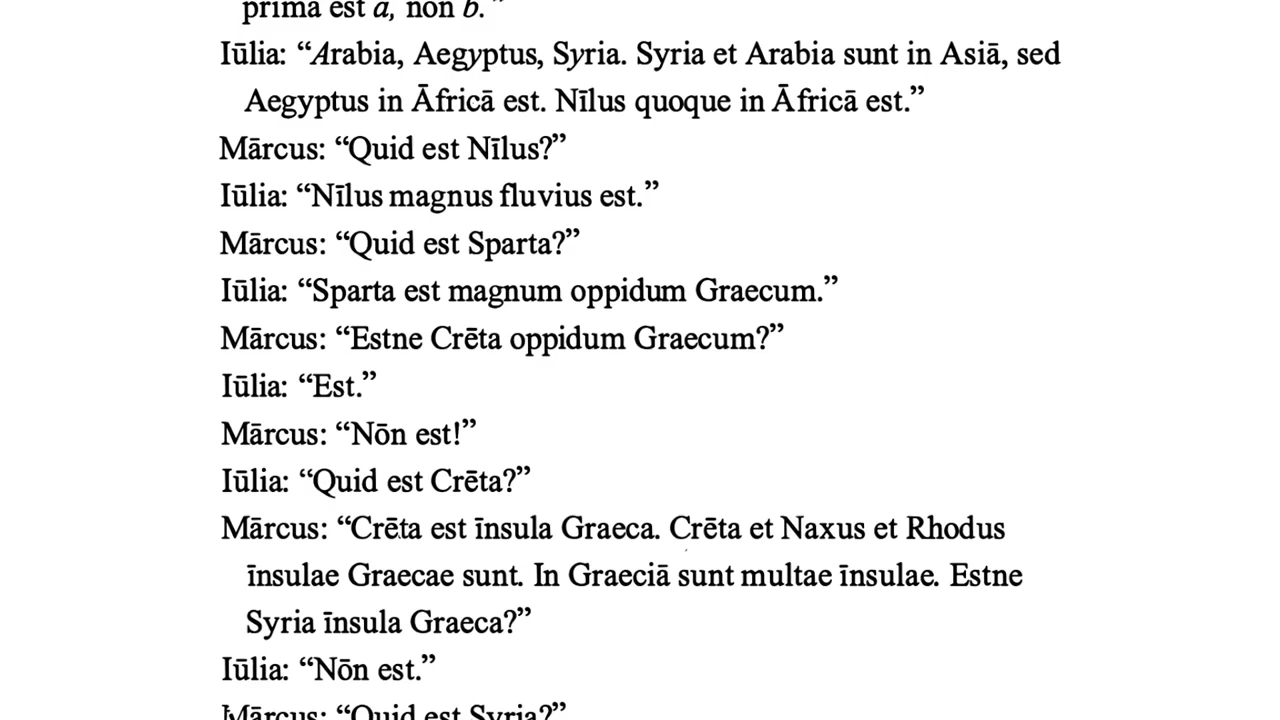 prima est a, non b.”
Iūlia: “Arabia, Aegyptus, Syria. Syria et Arabia sunt in Asiā, sed
Aegyptus in Āfricā est. Nīlus quoque in Āfricā est.”
Mārcus: “Quid est Nīlus?”
Iūlia: “Nīlus magnus fluvius est.”
Mārcus: “Quid est Sparta?”
Iūlia: “Sparta est magnum oppidum Graecum.”
Mārcus: “Estne Crēta oppidum Graecum?”
Iūlia: “Est.”
Mārcus: “Nōn est!”
Iūlia: “Quid est Crēta?”
Mārcus: “Crēta est īnsula Graeca. Crēta et Naxus et Rhodus
īnsulae Graecae sunt. In Graeciā sunt multae īnsulae. Estne
Syria īnsula Graeca?”
Iūlia: “Nōn est.”
Mārcus: “Quid est Syria?”